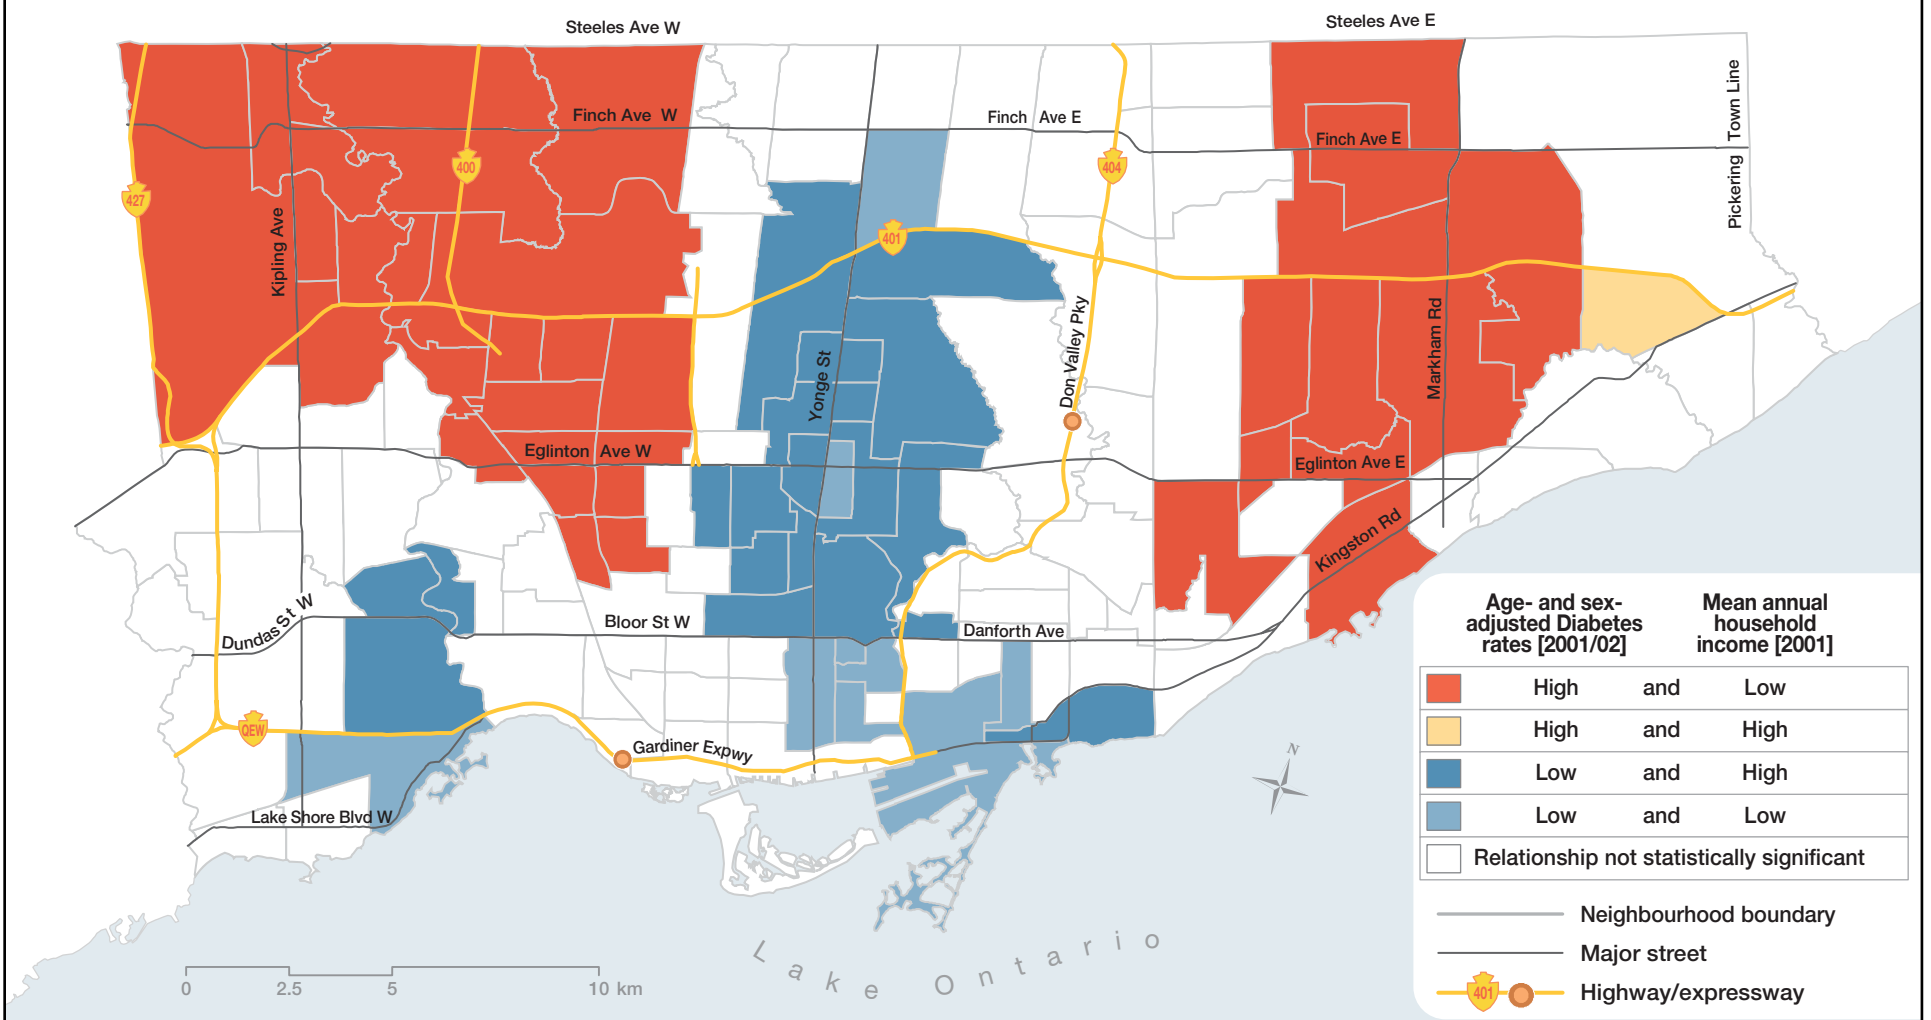 Steeles Ave W
Steeles Ave E
Finch Ave W
Finch Ave E
Finch Ave E
Pickering Town Line
427
400
404
401
Kipling Ave
Yonge St
Don Valley Pky
Markham Rd
Eglinton Ave W
Eglinton Ave E
Kingston Rd
Dundas St W
Bloor St W
Danforth Ave
QEW
Gardiner Expwy
Lake Shore Blvd W
N
Lake Ontario
0 2.5 5 10 km
Age- and sex-
adjusted Diabetes
rates [2001/02]
Mean annual
household
income [2001]
High and Low
High and High
Low and High
Low and Low
Relationship not statistically significant
Neighbourhood boundary
Major street
401 Highway/expressway